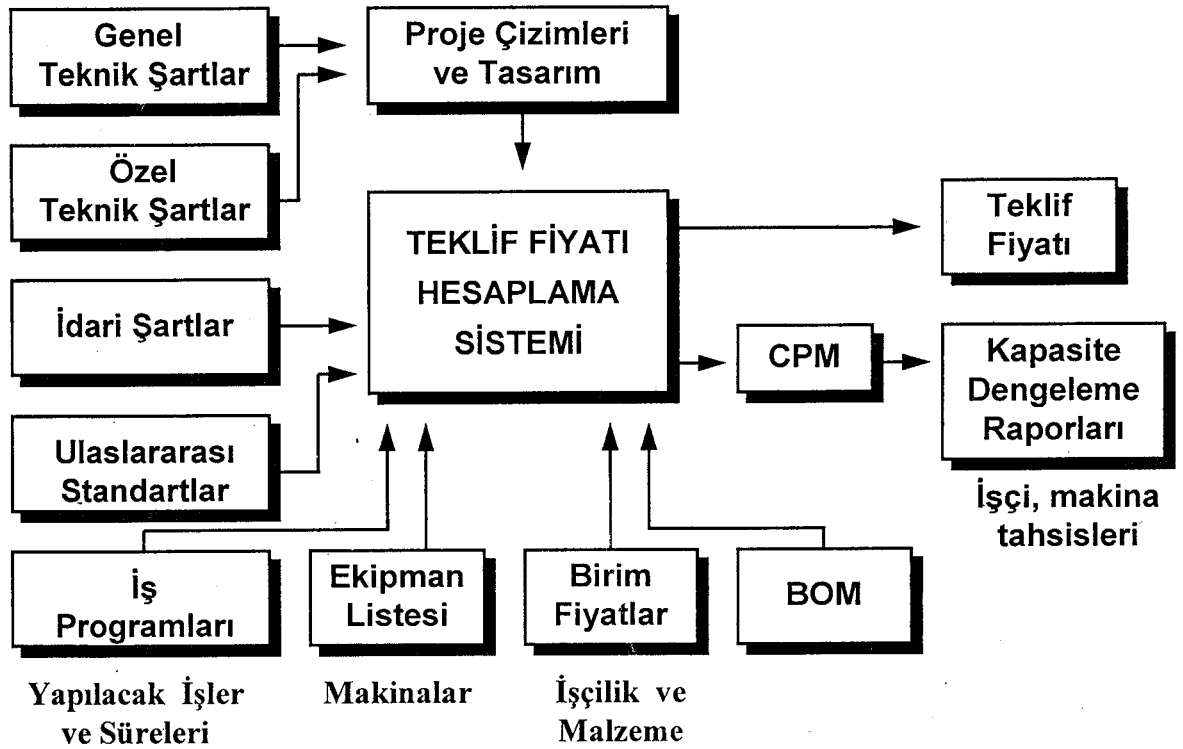 Genel
Teknik Şartlar
Proje Çizimleri
ve Tasarım
Özel
Teknik Şartlar
TEKLİF FİYATI
HESAPLAMA
SİSTEMİ
Teklif
Fiyatı
İdari Şartlar
CPM
Kapasite
Dengeleme
Raporları
Ulaslararası
Standartlar
İşçi, makina
tahsisleri
İş
Programları
Ekipman
Listesi
Birim
Fiyatlar
BOM
Yapılacak İşler
ve Süreleri
Makinalar
İşçilik ve
Malzeme